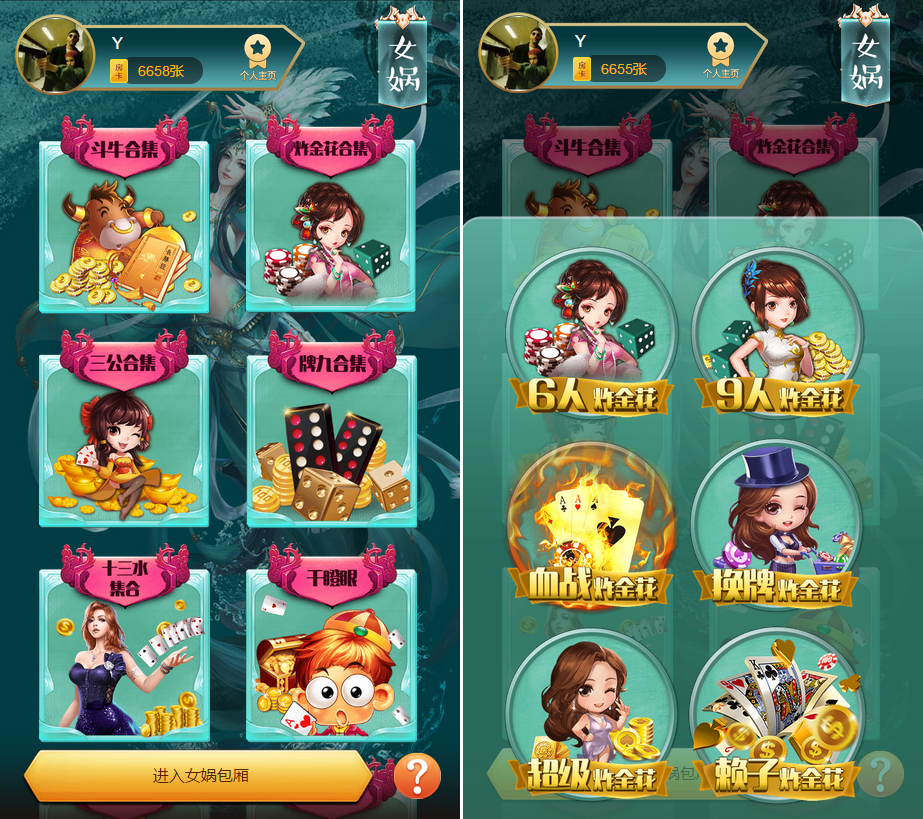 Y
房卡
6658张
个人主页
女娲
斗牛合集
炸金花合集
三公合集
牌九合集
十三水
集合
干瞪眼
进入女娲包厢
?
Y
房卡
6655张
个人主页
女娲
斗牛合集
炸金花合集
6人炸金花
9人炸金花
血战炸金花
换牌炸金花
超级炸金花
赖子炸金花
娲包
?